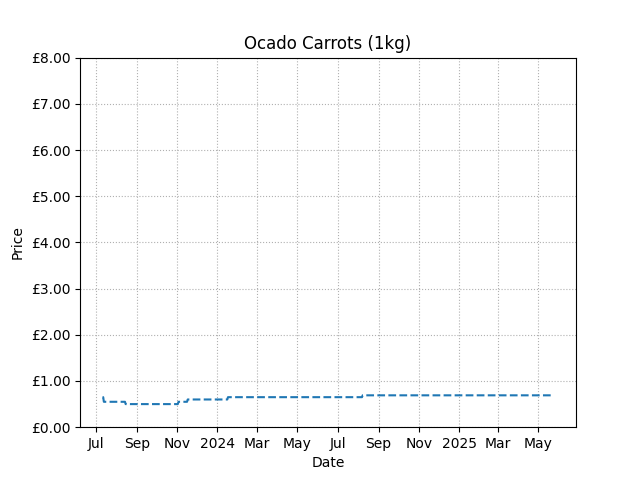 Ocado Carrots (1kg)
£8.00
£7.00
£6.00
£5.00
£4.00
£3.00
£2.00
£1.00
£0.00
Price
Jul Sep Nov 2024 Mar May Jul Sep Nov 2025 Mar May
Date